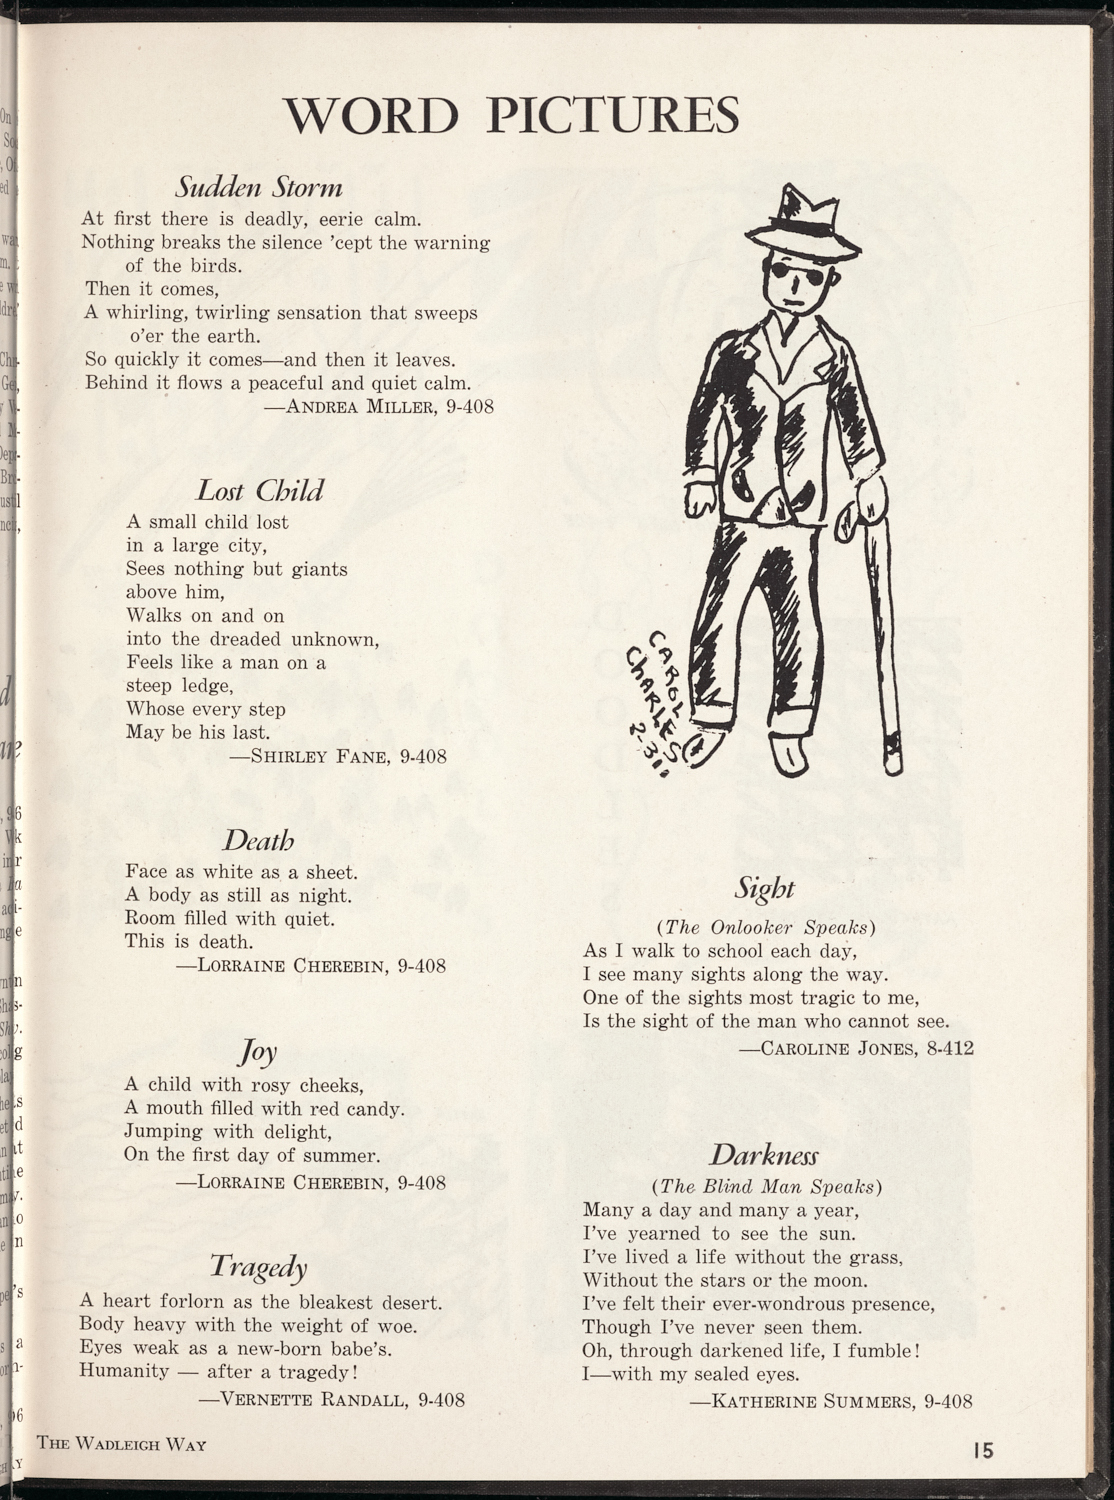 WORD PICTURES
Sudden Storm
At first there is deadly, eerie calm.
Nothing breaks the silence ’cept the warning
of the birds.
Then it comes,
A whirling, twirling sensation that sweeps
o’er the earth.
So quickly it comes—and then it leaves.
Behind it flows a peaceful and quiet calm.
—ANDREA MILLER, 9-408
Lost Child
A small child lost
in a large city,
Sees nothing but giants
above him,
Walks on and on
into the dreaded unknown,
Feels like a man on a
steep ledge,
Whose every step
May be his last.
—SHIRLEY FANE, 9-408
Death
Face as white as a sheet.
A body as still as night.
Room filled with quiet.
This is death.
—LORRAINE CHEREBIN, 9-408
Joy
A child with rosy cheeks,
A mouth filled with red candy.
Jumping with delight,
On the first day of summer.
—LORRAINE CHEREBIN, 9-408
Tragedy
A heart forlorn as the bleakest desert.
Body heavy with the weight of woe.
Eyes weak as a new-born babe’s.
Humanity — after a tragedy!
—VERNETTE RANDALL, 9-408
CAROL
CHARLES
2-311
Sight
(The Onlooker Speaks)
As I walk to school each day,
I see many sights along the way.
One of the sights most tragic to me,
Is the sight of the man who cannot see.
—CAROLINE JONES, 8-412
Darkness
(The Blind Man Speaks)
Many a day and many a year,
I’ve yearned to see the sun.
I’ve lived a life without the grass,
Without the stars or the moon.
I’ve felt their ever-wondrous presence,
Though I’ve never seen them.
Oh, through darkened life, I fumble!
I—with my sealed eyes.
—KATHERINE SUMMERS, 9-408
THE WADLEIGH WAY
15